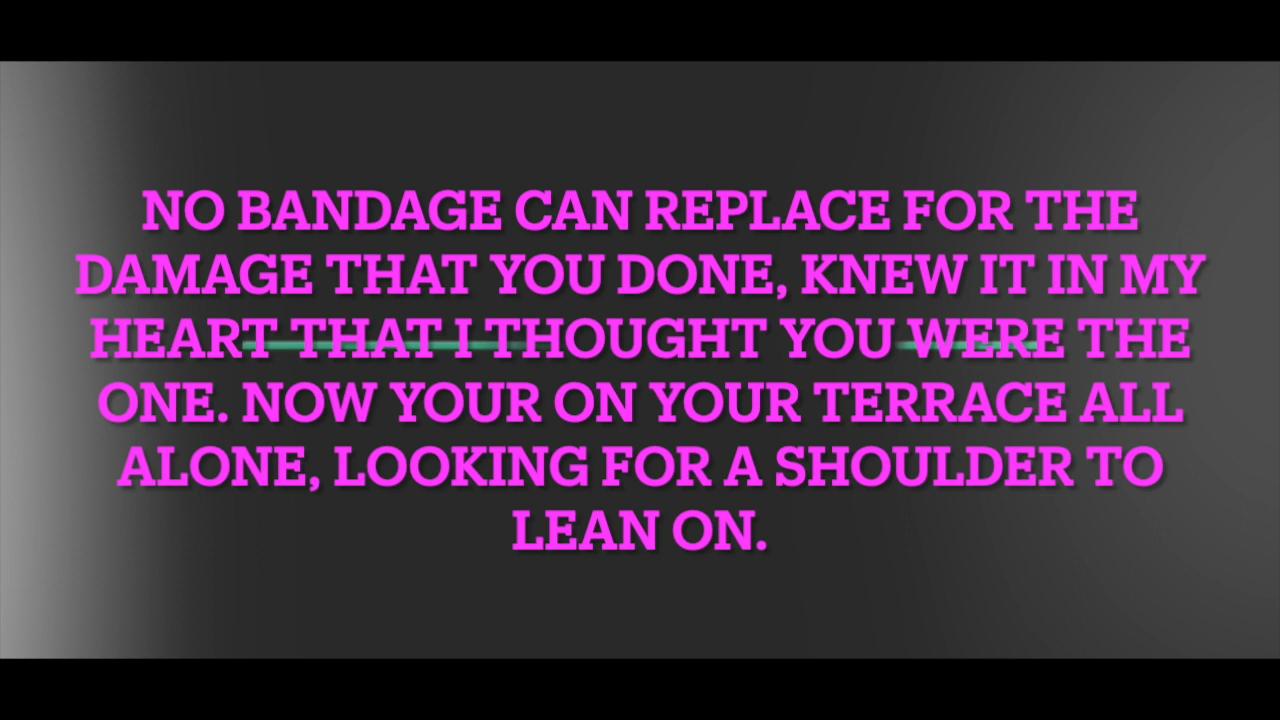 NO BANDAGE CAN REPLACE FOR THE
DAMAGE THAT YOU DONE, KNEW IT IN MY
HEART THAT I THOUGHT YOU WERE THE
ONE. NOW YOUR ON YOUR TERRACE ALL
ALONE, LOOKING FOR A SHOULDER TO
LEAN ON.